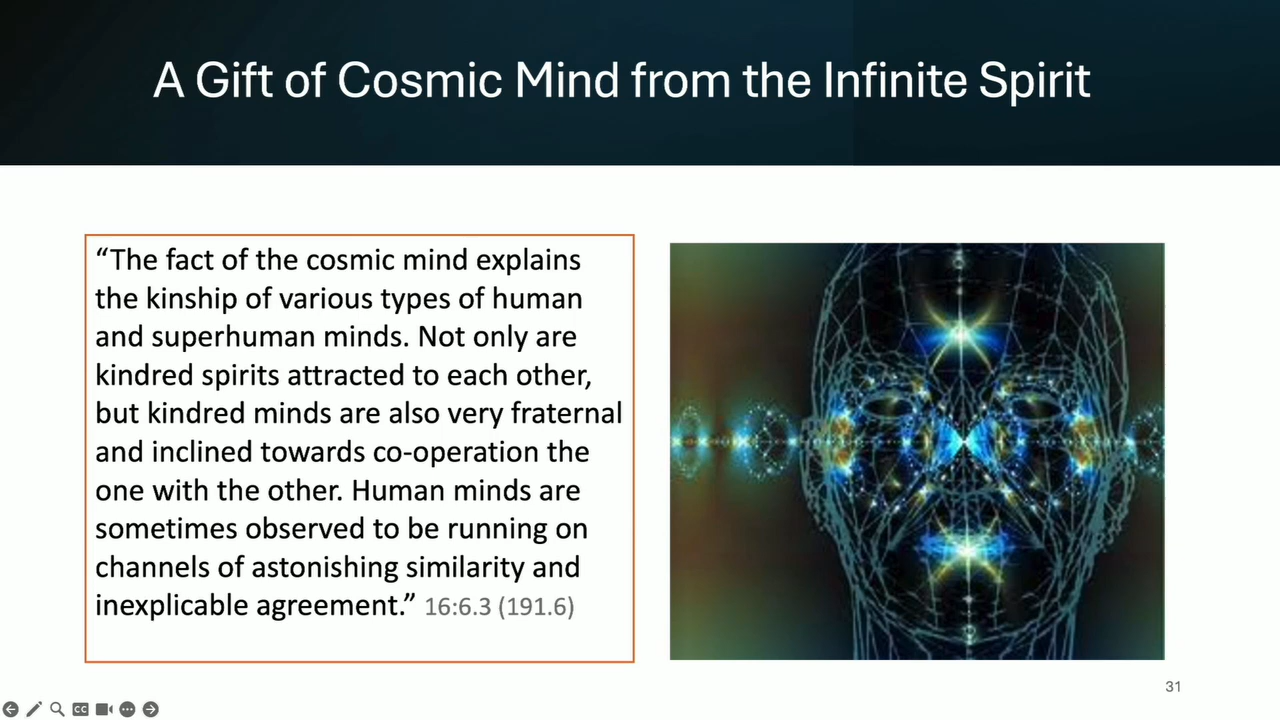 A Gift of Cosmic Mind from the Infinite Spirit
“The fact of the cosmic mind explains
the kinship of various types of human
and superhuman minds. Not only are
kindred spirits attracted to each other,
but kindred minds are also very fraternal
and inclined towards co-operation the
one with the other. Human minds are
sometimes observed to be running on
channels of astonishing similarity and
inexplicable agreement.” 16:6.3 (191.6)
31
CC